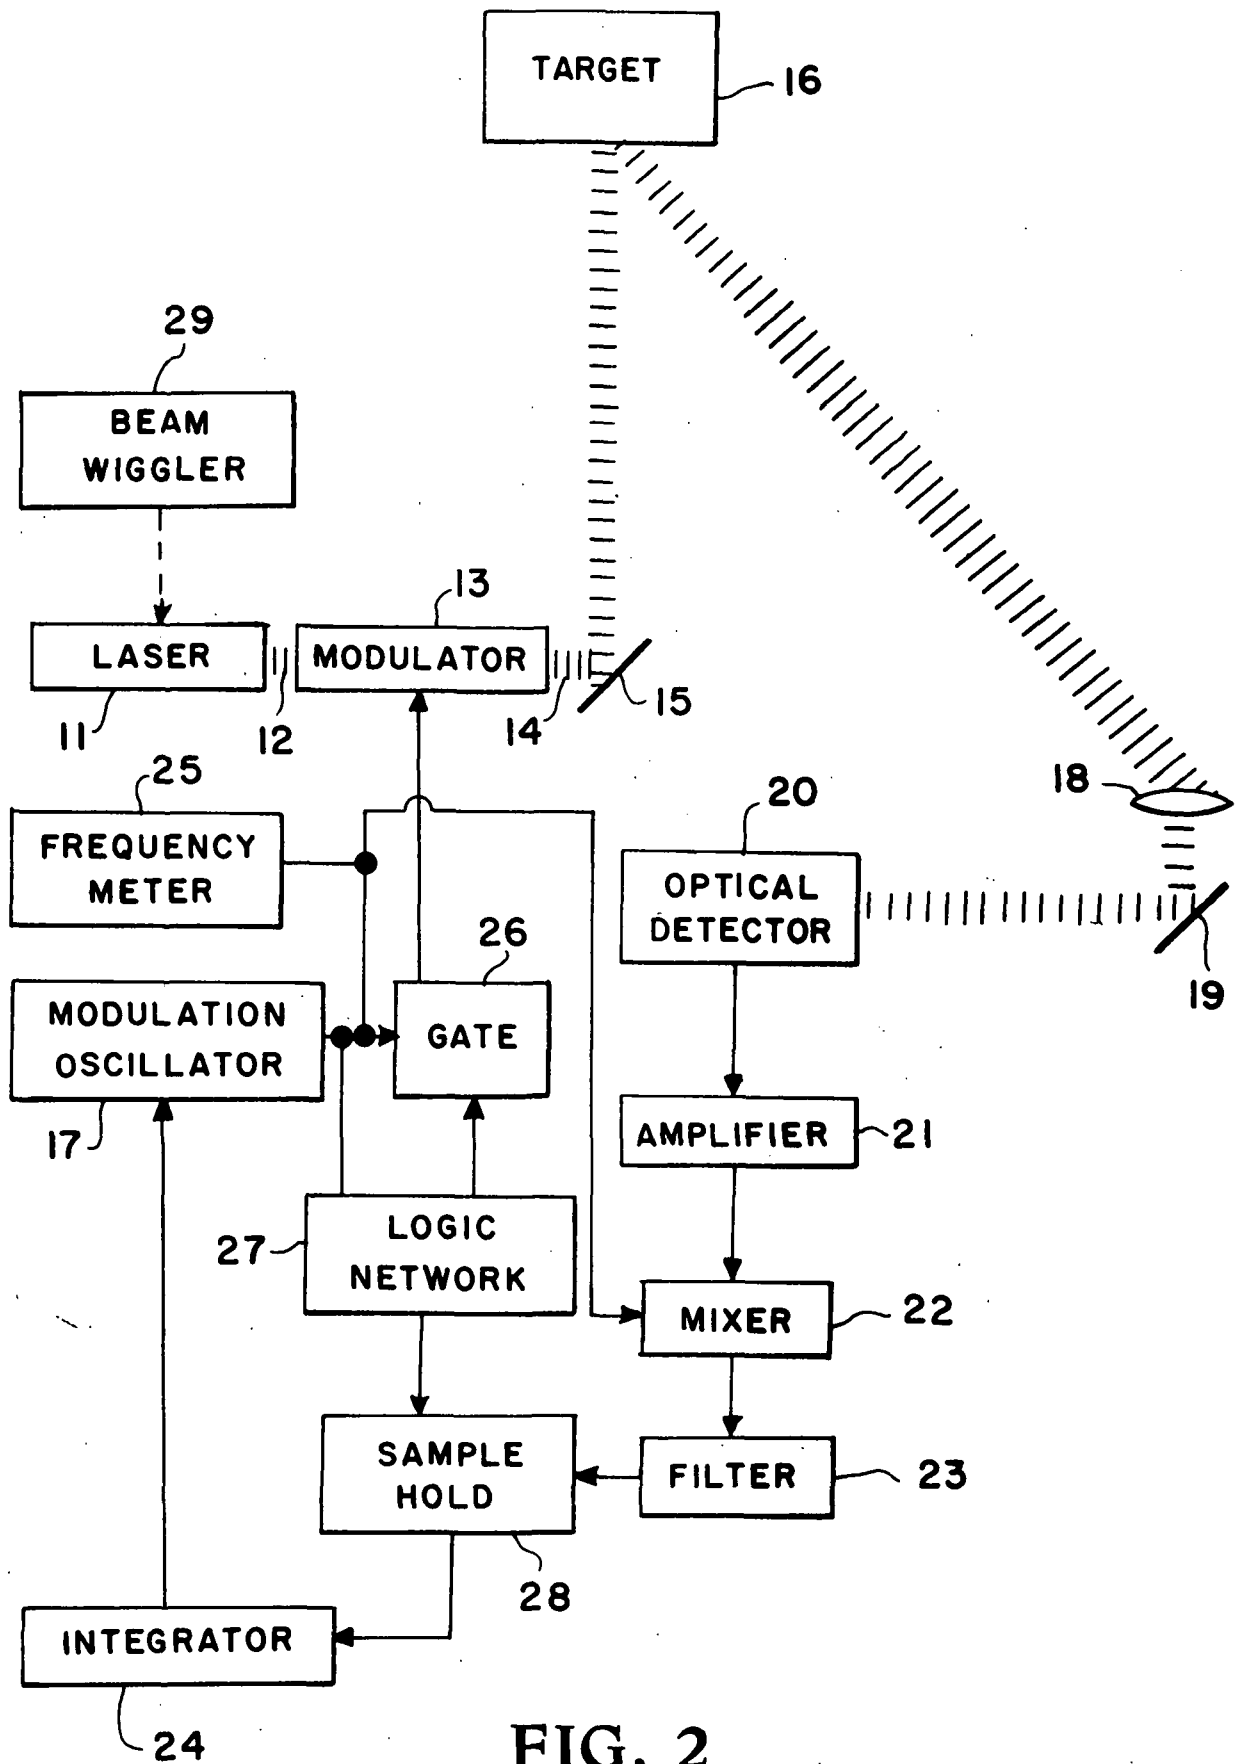 TARGET
16
29
BEAM
WIGGLER
13
LASER
MODULATOR
11
12
14
15
25
18
20
FREQUENCY
METER
OPTICAL
DETECTOR
26
19
MODULATION
OSCILLATOR
GATE
17
AMPLIFIER
21
27
LOGIC
NETWORK
MIXER
22
SAMPLE
HOLD
FILTER
23
28
INTEGRATOR
24
FIG. 2